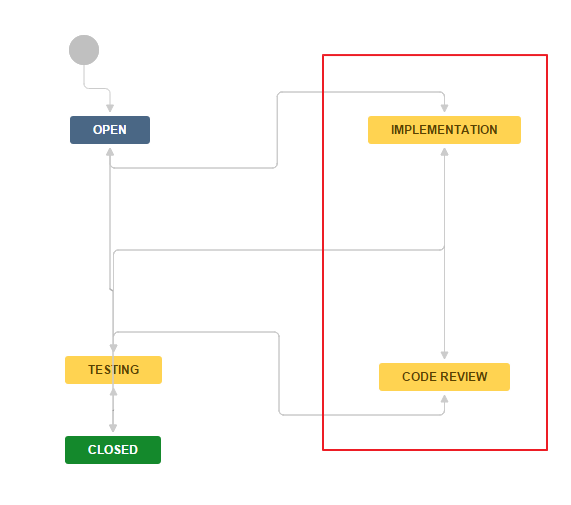 OPEN
IMPLEMENTATION
TESTING
CODE REVIEW
CLOSED